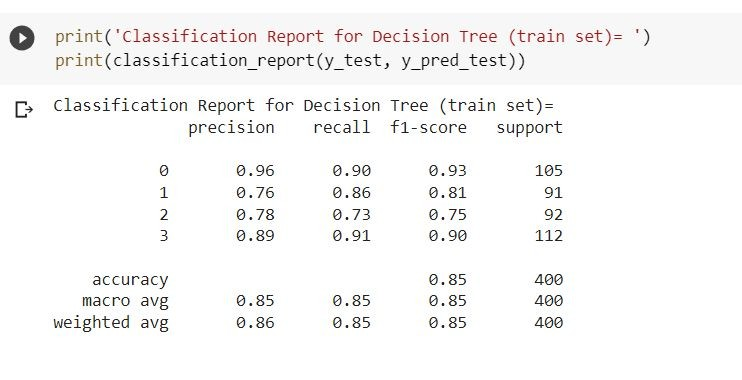 print('Classification Report for Decision Tree (train set)= ')
print(classification_report(y_test, y_pred_test))
Classification Report for Decision Tree (train set)=
precision recall f1-score support
0 0.96 0.90 0.93 105
1 0.76 0.86 0.81 91
2 0.78 0.73 0.75 92
3 0.89 0.91 0.90 112
accuracy 0.85 400
macro avg 0.85 0.85 0.85 400
weighted avg 0.86 0.85 0.85 400